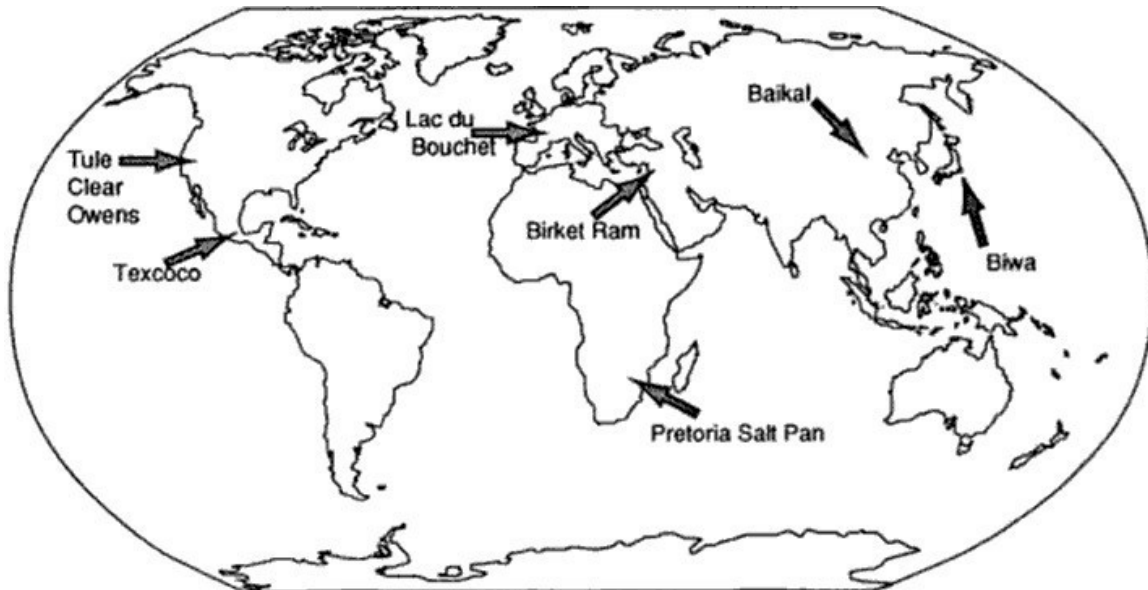 Baikal
Lac du
Bouchet
Tule
Clear
Owens
Birket Ram
Texcoco
Biwa
Pretoria Salt Pan